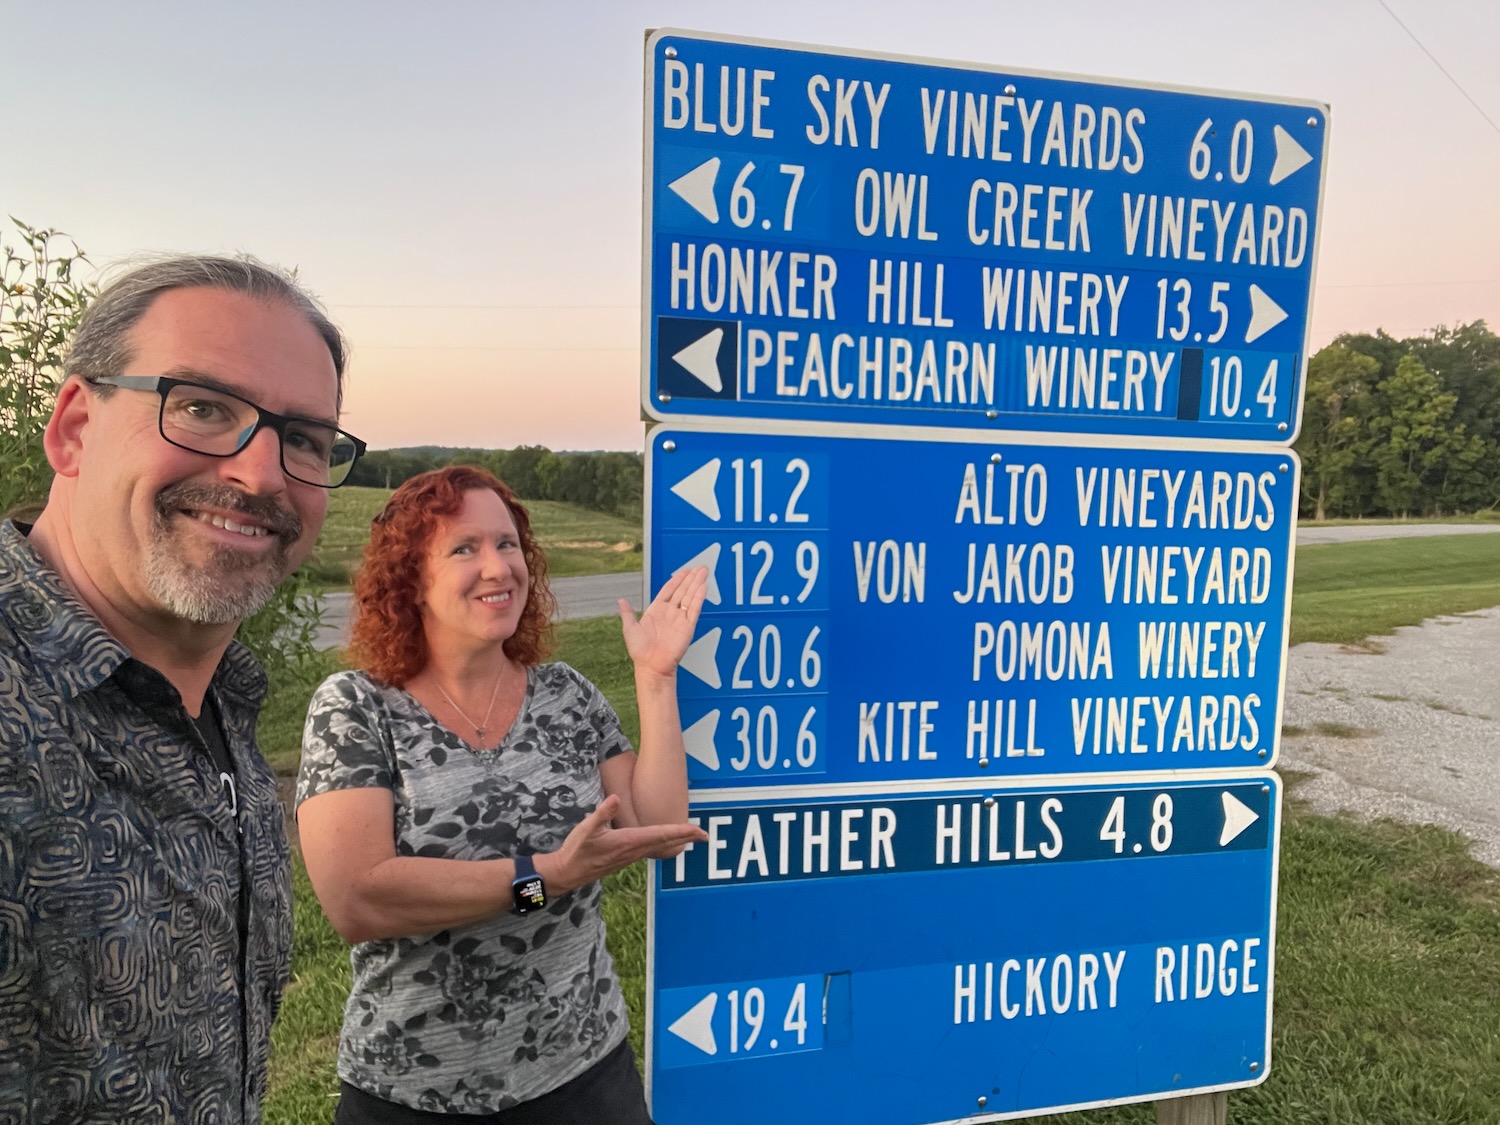 BLUE SKY VINEYARDS 6.0
6.7 OWL CREEK VINEYARD
HONKER HILL WINERY 13.5
PEACHBARN WINERY 10.4
11.2 ALTO VINEYARDS
12.9 VON JAKOB VINEYARD
20.6 POMONA WINERY
30.6 KITE HILL VINEYARDS
FEATHER HILLS 4.8
19.4 HICKORY RIDGE